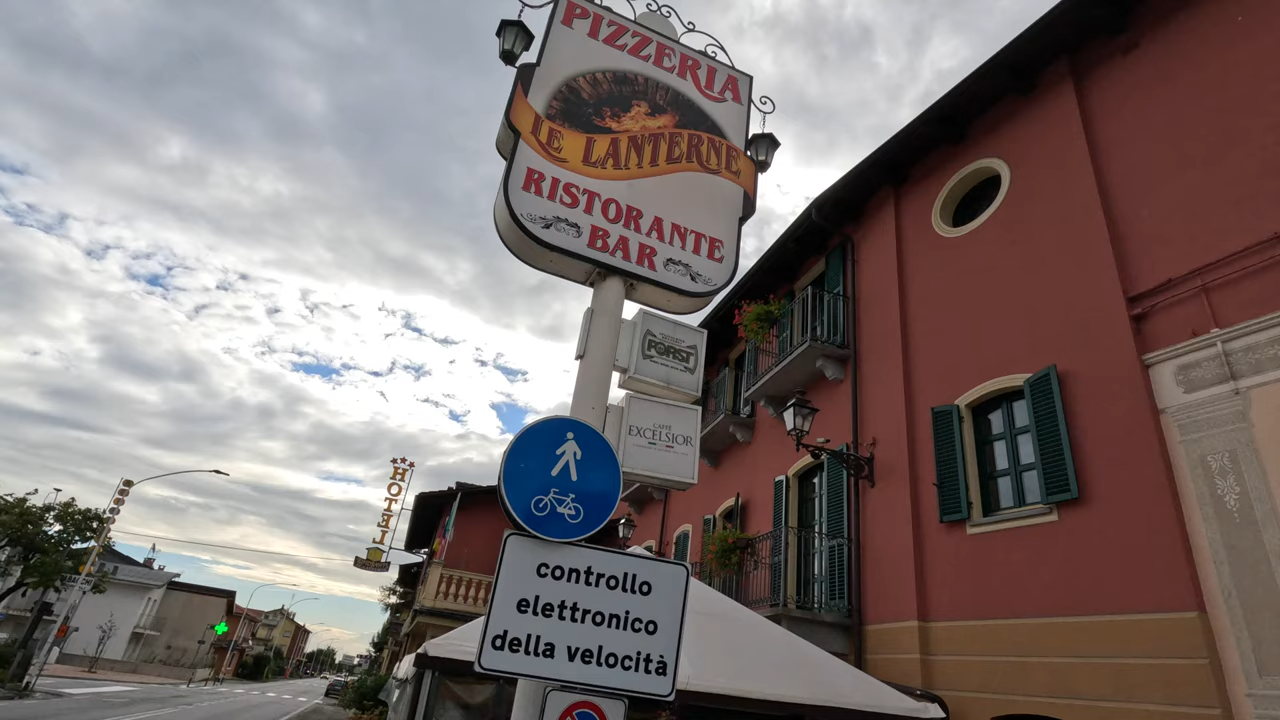 PIZZERIA
LE LANTERNE
RISTORANTE
BAR
FORST
CAFFÈ
EXCELSIOR
HOTEL
controllo
elettronico
della velocità